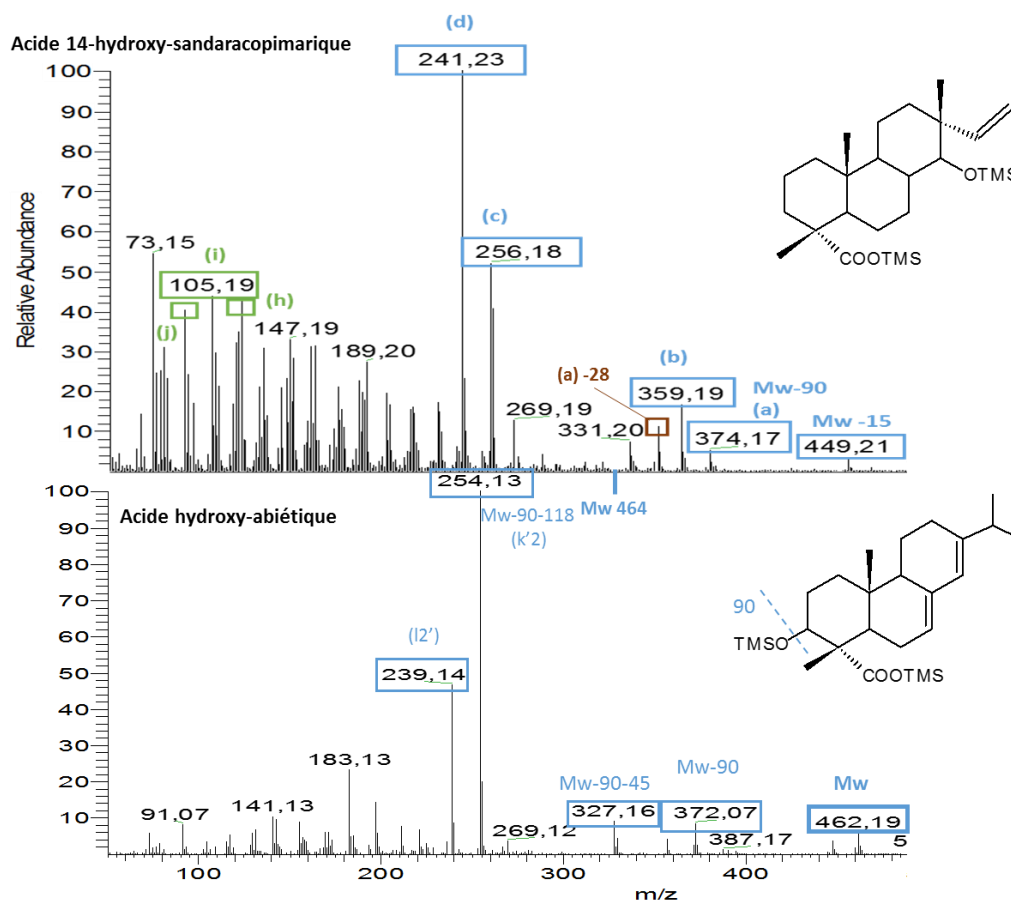 (d)
Acide 14-hydroxy-sandaracopimarique
241,23
100
90
80
70
60
50
40
30
20
10
Relative Abundance
73,15
(i)
105,19
(h)
(j)
147,19
189,20
(c)
256,18
269,19
(a) -28
331,20
(b)
359,19
Mw-90
(a)
374,17
Mw -15
449,21
OTMS
COOTMS
254,13
Acide hydroxy-abiétique
Mw-90-118
(k'2)
Mw 464
100
90
80
70
60
50
40
30
20
10
(l2')
239,14
183,13
91,07
141,13
269,12
Mw-90-45
327,16
Mw-90
372,07
387,17
Mw
462,19
5
90
TMSO
COOTMS
100
200
300
400
m/z